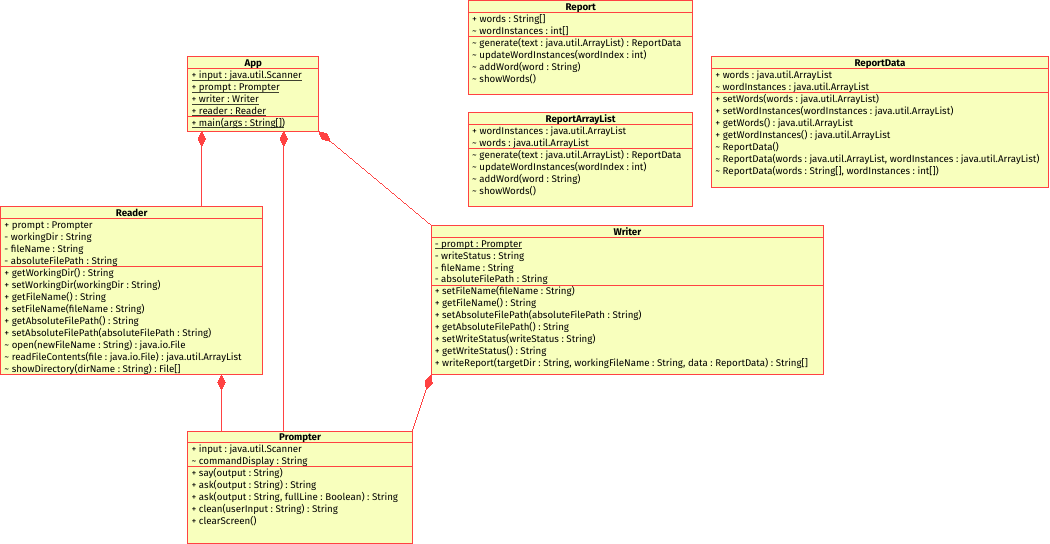 Report
+ words : String[]
~ wordInstances : int[]
~ generate(text : java.util.ArrayList) : ReportData
~ updateWordInstances(wordIndex : int)
~ addWord(word : String)
~ showWords()
App
+ input : java.util.Scanner
+ prompt : Prompter
+ writer : Writer
+ reader : Reader
+ main(args : String[])
ReportData
+ words : java.util.ArrayList
~ wordInstances : java.util.ArrayList
+ setWords(words : java.util.ArrayList)
+ setWordInstances(wordInstances : java.util.ArrayList)
+ getWords() : java.util.ArrayList
+ getWordInstances() : java.util.ArrayList
~ ReportData()
~ ReportData(words : java.util.ArrayList, wordInstances : java.util.ArrayList)
~ ReportData(words : String[], wordInstances : int[])
ReportArrayList
+ wordInstances : java.util.ArrayList
~ words : java.util.ArrayList
~ generate(text : java.util.ArrayList) : ReportData
~ updateWordInstances(wordIndex : int)
~ addWord(word : String)
~ showWords()
Reader
+ prompt : Prompter
- workingDir : String
- fileName : String
- absoluteFilePath : String
+ getWorkingDir() : String
+ setWorkingDir(workingDir : String)
+ getFileName() : String
+ setFileName(fileName : String)
+ getAbsoluteFilePath() : String
+ setAbsoluteFilePath(absoluteFilePath : String)
~ open(newFileName : String) : java.io.File
~ readFileContents(file : java.io.File) : java.util.ArrayList
~ showDirectory(dirName : String) : File[]
Writer
- prompt : Prompter
- writeStatus : String
- fileName : String
- absoluteFilePath : String
+ setFileName(fileName : String)
+ getFileName() : String
+ setAbsoluteFilePath(absoluteFilePath : String)
+ getAbsoluteFilePath() : String
+ setWriteStatus(writeStatus : String)
+ getWriteStatus() : String
+ writeReport(targetDir : String, workingFileName : String, data : ReportData) : String[]
Prompter
+ input : java.util.Scanner
~ commandDisplay : String
+ say(output : String)
+ ask(output : String) : String
+ ask(output : String, fullLine : Boolean) : String
+ clean(userInput : String) : String
+ clearScreen()